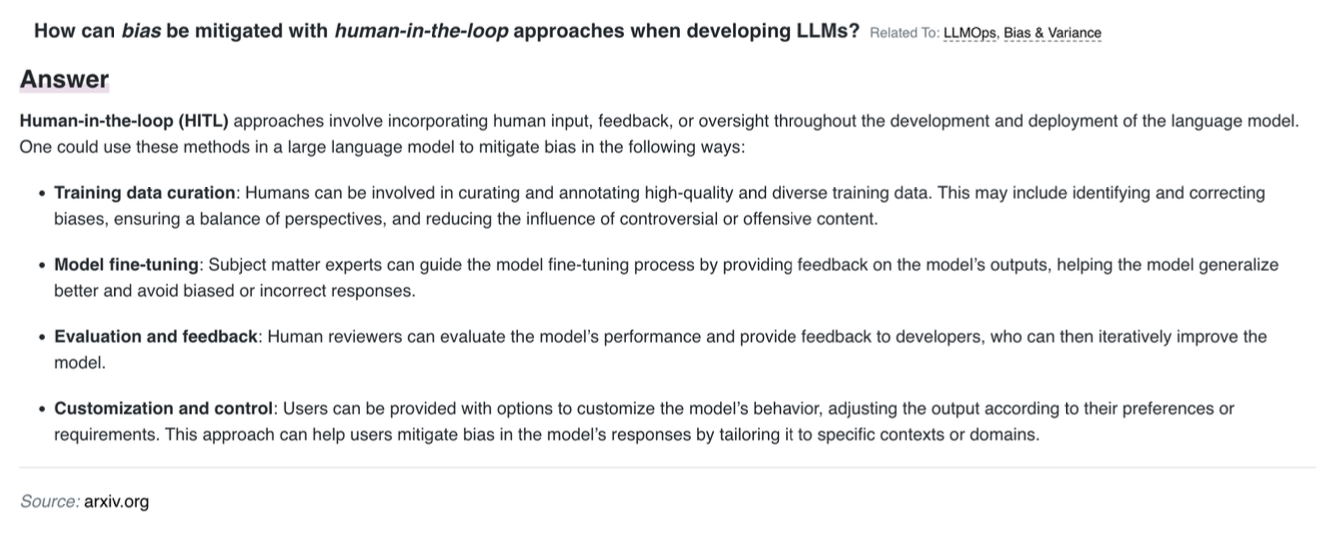 How can bias be mitigated with human-in-the-loop approaches when developing LLMs? Related To: LLMOps, Bias & Variance
Answer
Human-in-the-loop (HITL) approaches involve incorporating human input, feedback, or oversight throughout the development and deployment of the language model.
One could use these methods in a large language model to mitigate bias in the following ways:
• Training data curation: Humans can be involved in curating and annotating high-quality and diverse training data. This may include identifying and correcting
biases, ensuring a balance of perspectives, and reducing the influence of controversial or offensive content.
• Model fine-tuning: Subject matter experts can guide the model fine-tuning process by providing feedback on the model's outputs, helping the model generalize
better and avoid biased or incorrect responses.
• Evaluation and feedback: Human reviewers can evaluate the model's performance and provide feedback to developers, who can then iteratively improve the
model.
• Customization and control: Users can be provided with options to customize the model's behavior, adjusting the output according to their preferences or
requirements. This approach can help users mitigate bias in the model's responses by tailoring it to specific contexts or domains.
Source: arxiv.org